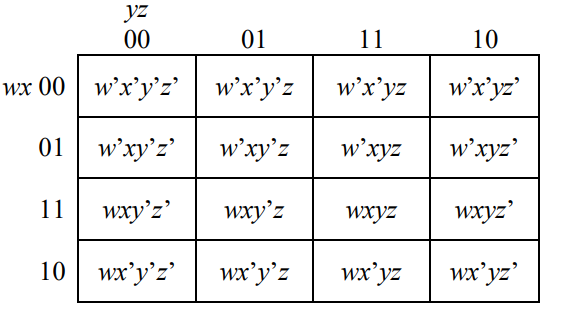 yz
00 01 11 10
wx 00 w’x’y’z’ w’x’y’z w’x’yz w’x’yz’
01 w’xy’z’ w’xy’z w’xyz w’xyz’
11 wxy’z’ wxy’z wxyz wxyz’
10 wx’y’z’ wx’y’z wx’yz wx’yz’